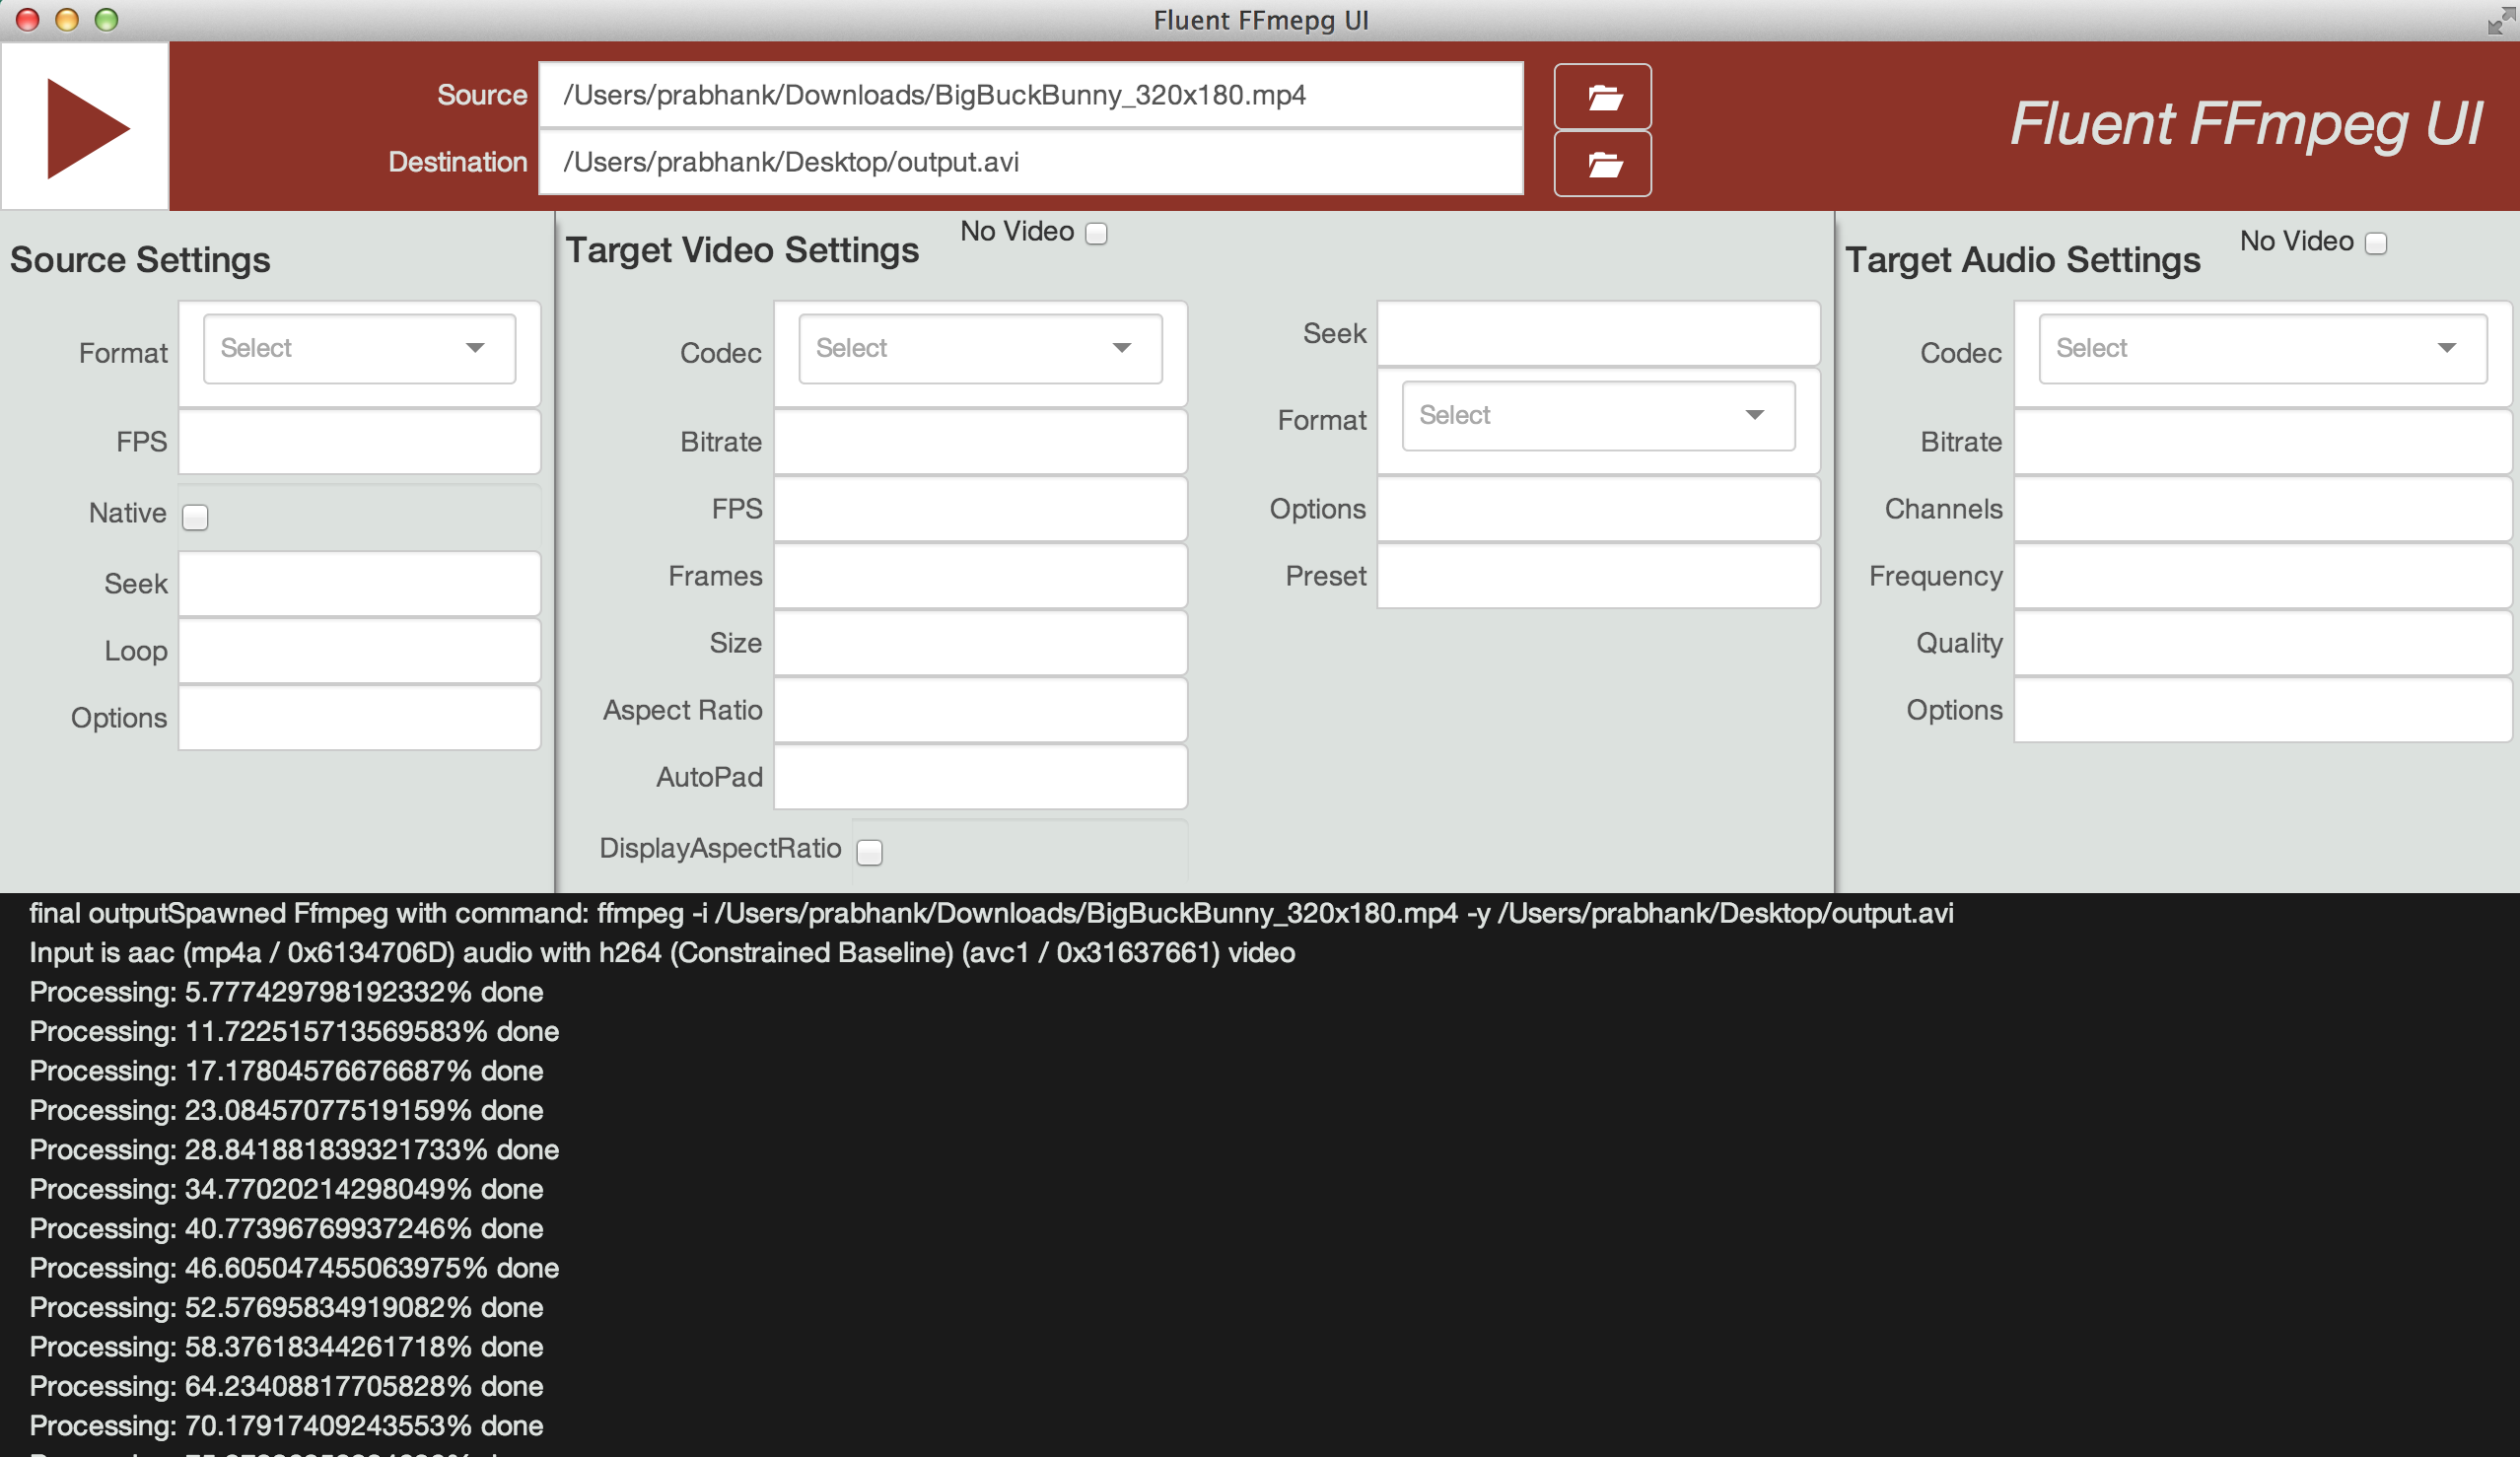 Fluent FFmepg UI
Source /Users/prabhank/Downloads/BigBuckBunny_320x180.mp4
Destination /Users/prabhank/Desktop/output.avi
Fluent FFmpeg UI
Source Settings
Format Select
FPS
Native
Seek
Loop
Options
Target Video Settings No Video
Codec Select
Bitrate
FPS
Frames
Size
Aspect Ratio
AutoPad
DisplayAspectRatio
Seek
Format Select
Options
Preset
Target Audio Settings No Video
Codec Select
Bitrate
Channels
Frequency
Quality
Options
final outputSpawned Ffmpeg with command: ffmpeg -i /Users/prabhank/Downloads/BigBuckBunny_320x180.mp4 -y /Users/prabhank/Desktop/output.avi
Input is aac (mp4a / 0x6134706D) audio with h264 (Constrained Baseline) (avc1 / 0x31637661) video
Processing: 5.777429798192332% done
Processing: 11.722515713569583% done
Processing: 17.17804576676687% done
Processing: 23.08457077519159% done
Processing: 28.841881839321733% done
Processing: 34.77020214298049% done
Processing: 40.77396769937246% done
Processing: 46.605047455063975% done
Processing: 52.57695834919082% done
Processing: 58.37618344261718% done
Processing: 64.23408817705828% done
Processing: 70.17917409243553% done